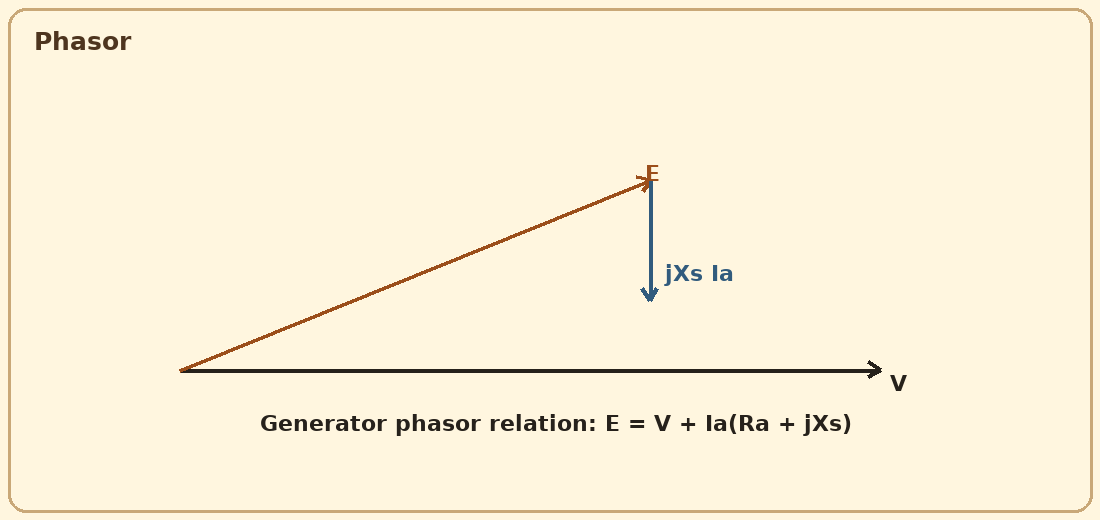 Phasor
E
jXs Ia
V
Generator phasor relation: E = V + Ia(Ra + jXs)